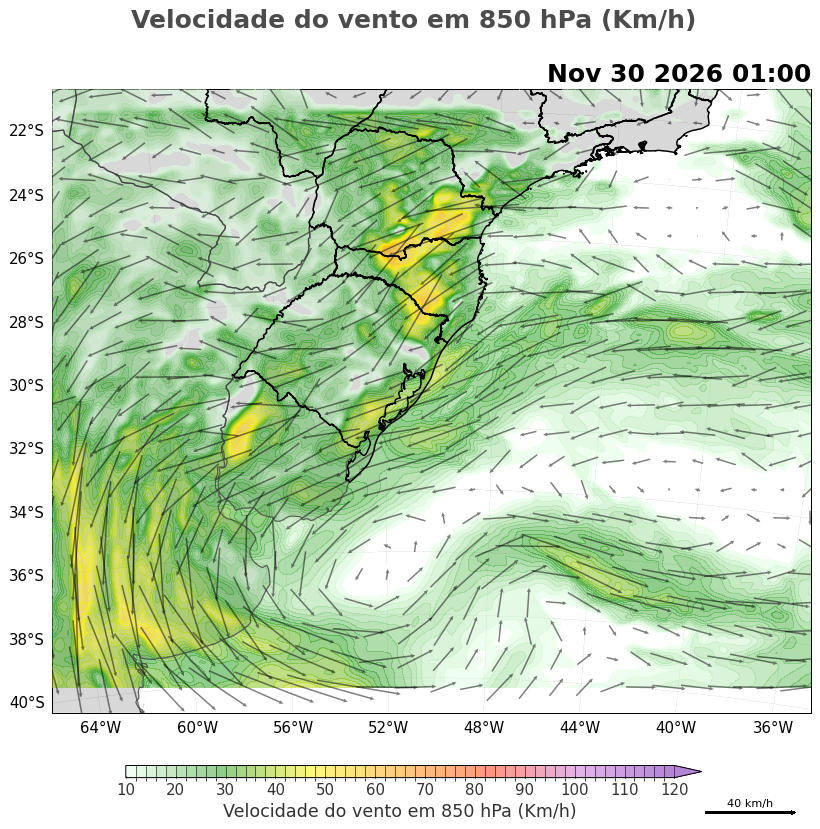 Velocidade do vento em 850 hPa (Km/h)
Nov 30 2026 01:00
22°S
24°S
26°S
28°S
30°S
32°S
34°S
36°S
38°S
40°S
64°W 60°W 56°W 52°W 48°W 44°W 40°W 36°W
10 20 30 40 50 60 70 80 90 100 110 120
Velocidade do vento em 850 hPa (Km/h)
40 km/h